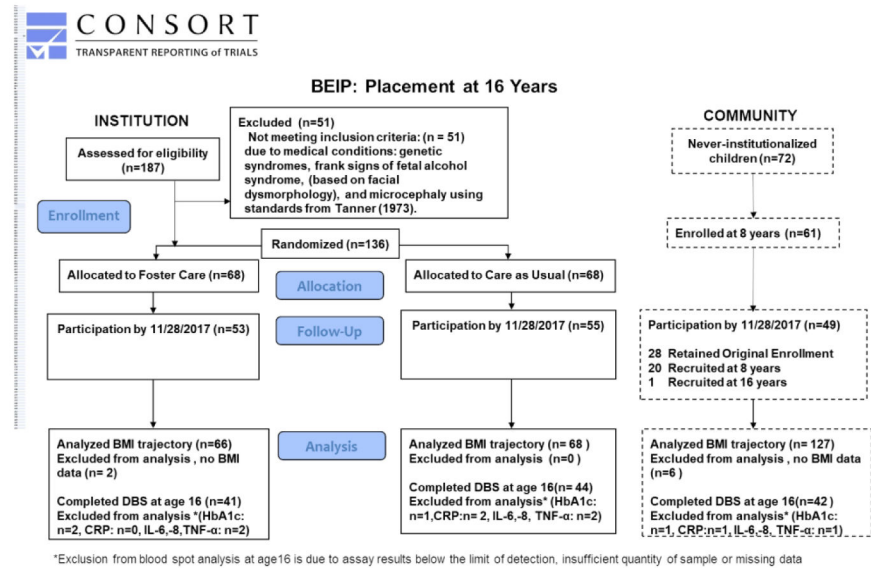 CONSORT
TRANSPARENT REPORTING of TRIALS
BEIP: Placement at 16 Years
INSTITUTION
Assessed for eligibility
(n=187)
Excluded (n=51)
Not meeting inclusion criteria: (n = 51)
due to medical conditions: genetic
syndromes, frank signs of fetal alcohol
syndrome, (based on facial
dysmorphology), and microcephaly using
standards from Tanner (1973).
COMMUNITY
Never-institutionalized
children (n=72)
Enrollment
Enrolled at 8 years (n=61)
Randomized (n=136)
Allocated to Foster Care (n=68)
Allocation
Allocated to Care as Usual (n=68)
Participation by 11/28/2017 (n=53)
Follow-Up
Participation by 11/28/2017 (n=55)
Participation by 11/28/2017 (n=49)
28 Retained Original Enrollment
20 Recruited at 8 years
1 Recruited at 16 years
Analyzed BMI trajectory (n=66)
Excluded from analysis , no BMI
data (n= 2)
Completed DBS at age 16 (n=41)
Excluded from analysis *(HbA1c:
n=2, CRP: n=0, IL-6,-8,TNF-α: n=2)
Analysis
Analyzed BMI trajectory (n= 68 )
Excluded from analysis (n=0 )
Completed DBS at age 16(n= 44)
Excluded from analysis* (HbA1c:
n=1,CRP:n= 2, IL-6,-8, TNF-α: n=2)
Analyzed BMI trajectory (n= 127)
Excluded from analysis , no BMI data
(n=6 )
Completed DBS at age 16(n=42 )
Excluded from analysis* (HbA1c:
n=1, CRP:n=1, IL-6,-8, TNF-α: n=1)
*Exclusion from blood spot analysis at age16 is due to assay results below the limit of detection, insufficient quantity of sample or missing data